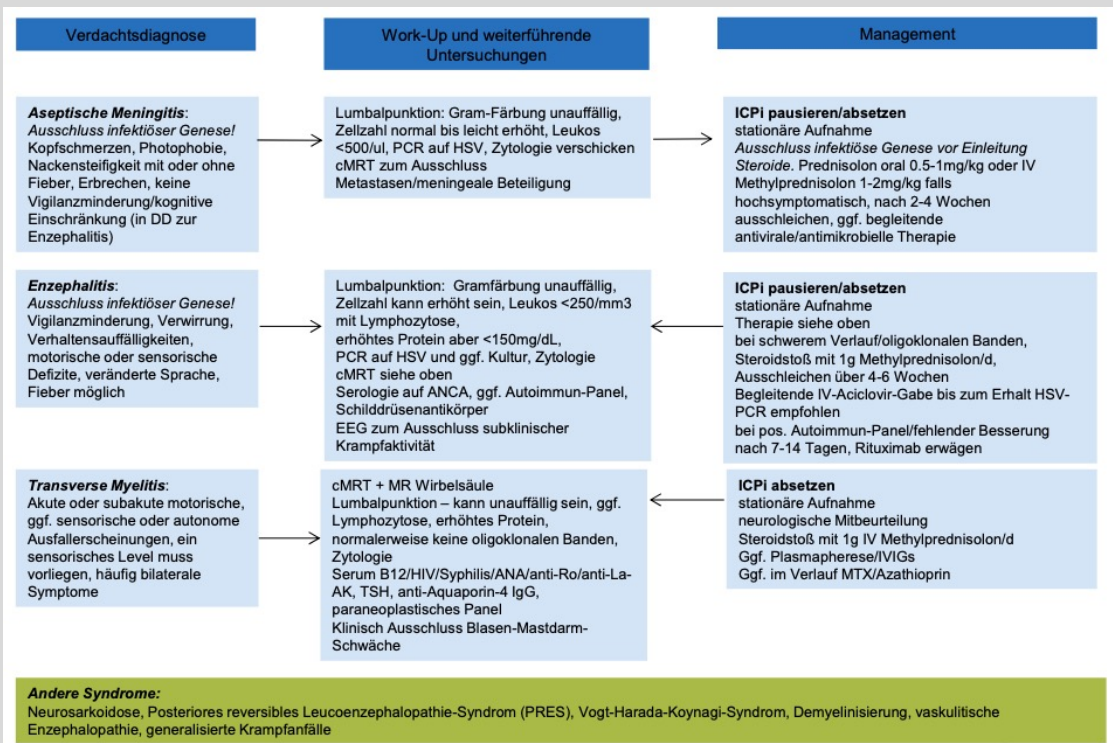 Verdachtsdiagnose
Work-Up und weiterführende
Untersuchungen
Management
Aseptische Meningitis:
Ausschluss infektiöser Genese!
Kopfschmerzen, Photophobie,
Nackensteifigkeit mit oder ohne
Fieber, Erbrechen, keine
Vigilanzminderung/kognitive
Einschränkung (in DD zur
Enzephalitis)
Lumbalpunktion: Gram-Färbung unauffällig,
Zellzahl normal bis leicht erhöht, Leukos
<500/ul, PCR auf HSV, Zytologie verschicken
cMRT zum Ausschluss
Metastasen/meningeale Beteiligung
ICPi pausieren/absetzen
stationäre Aufnahme
Ausschluss infektiöse Genese vor Einleitung
Steroide. Prednisolon oral 0.5-1mg/kg oder IV
Methylprednisolon 1-2mg/kg falls
hochsymptomatisch, nach 2-4 Wochen
ausschleichen, ggf. begleitende
antivirale/antimikrobielle Therapie
Enzephalitis:
Ausschluss infektiöser Genese!
Vigilanzminderung, Verwirrung,
Verhaltensauffälligkeiten,
motorische oder sensorische
Defizite, veränderte Sprache,
Fieber möglich
Lumbalpunktion: Gramfärbung unauffällig,
Zellzahl kann erhöht sein, Leukos <250/mm3
mit Lymphozytose,
erhöhtes Protein aber <150mg/dL,
PCR auf HSV und ggf. Kultur, Zytologie
cMRT siehe oben
Serologie auf ANCA, ggf. Autoimmun-Panel,
Schilddrüsenantikörper
EEG zum Ausschluss subklinischer
Krampfaktivität
ICPi pausieren/absetzen
stationäre Aufnahme
Therapie siehe oben
bei schwerem Verlauf/oligoklonalen Banden,
Steroidstoß mit 1g Methylprednisolon/d,
Ausschleichen über 4-6 Wochen
Begleitende IV-Aciclovir-Gabe bis zum Erhalt HSV-
PCR empfohlen
bei pos. Autoimmun-Panel/fehlender Besserung
nach 7-14 Tagen, Rituximab erwägen
Transverse Myelitis:
Akute oder subakute motorische,
ggf. sensorische oder autonome
Ausfallerscheinungen, ein
sensorisches Level muss
vorliegen, häufig bilaterale
Symptome
cMRT + MR Wirbelsäule
Lumbalpunktion – kann unauffällig sein, ggf.
Lymphozytose, erhöhtes Protein,
normalerweise keine oligoklonalen Banden,
Zytologie
Serum B12/HIV/Syphilis/ANA/anti-Ro/anti-La-
AK, TSH, anti-Aquaporin-4 IgG,
paraneoplastisches Panel
Klinisch Ausschluss Blasen-Mastdarm-
Schwäche
ICPi absetzen
stationäre Aufnahme
neurologische Mitbeurteilung
Steroidstoß mit 1g IV Methylprednisolon/d
Ggf. Plasmapherese/IVIGs
Ggf. im Verlauf MTX/Azathioprin
Andere Syndrome:
Neurosarkoidose, Posteriores reversibles Leucoenzephalopathie-Syndrom (PRES), Vogt-Harada-Koynagi-Syndrom, Demyelinisierung, vaskulitische
Enzephalopathie, generalisierte Krampfanfälle